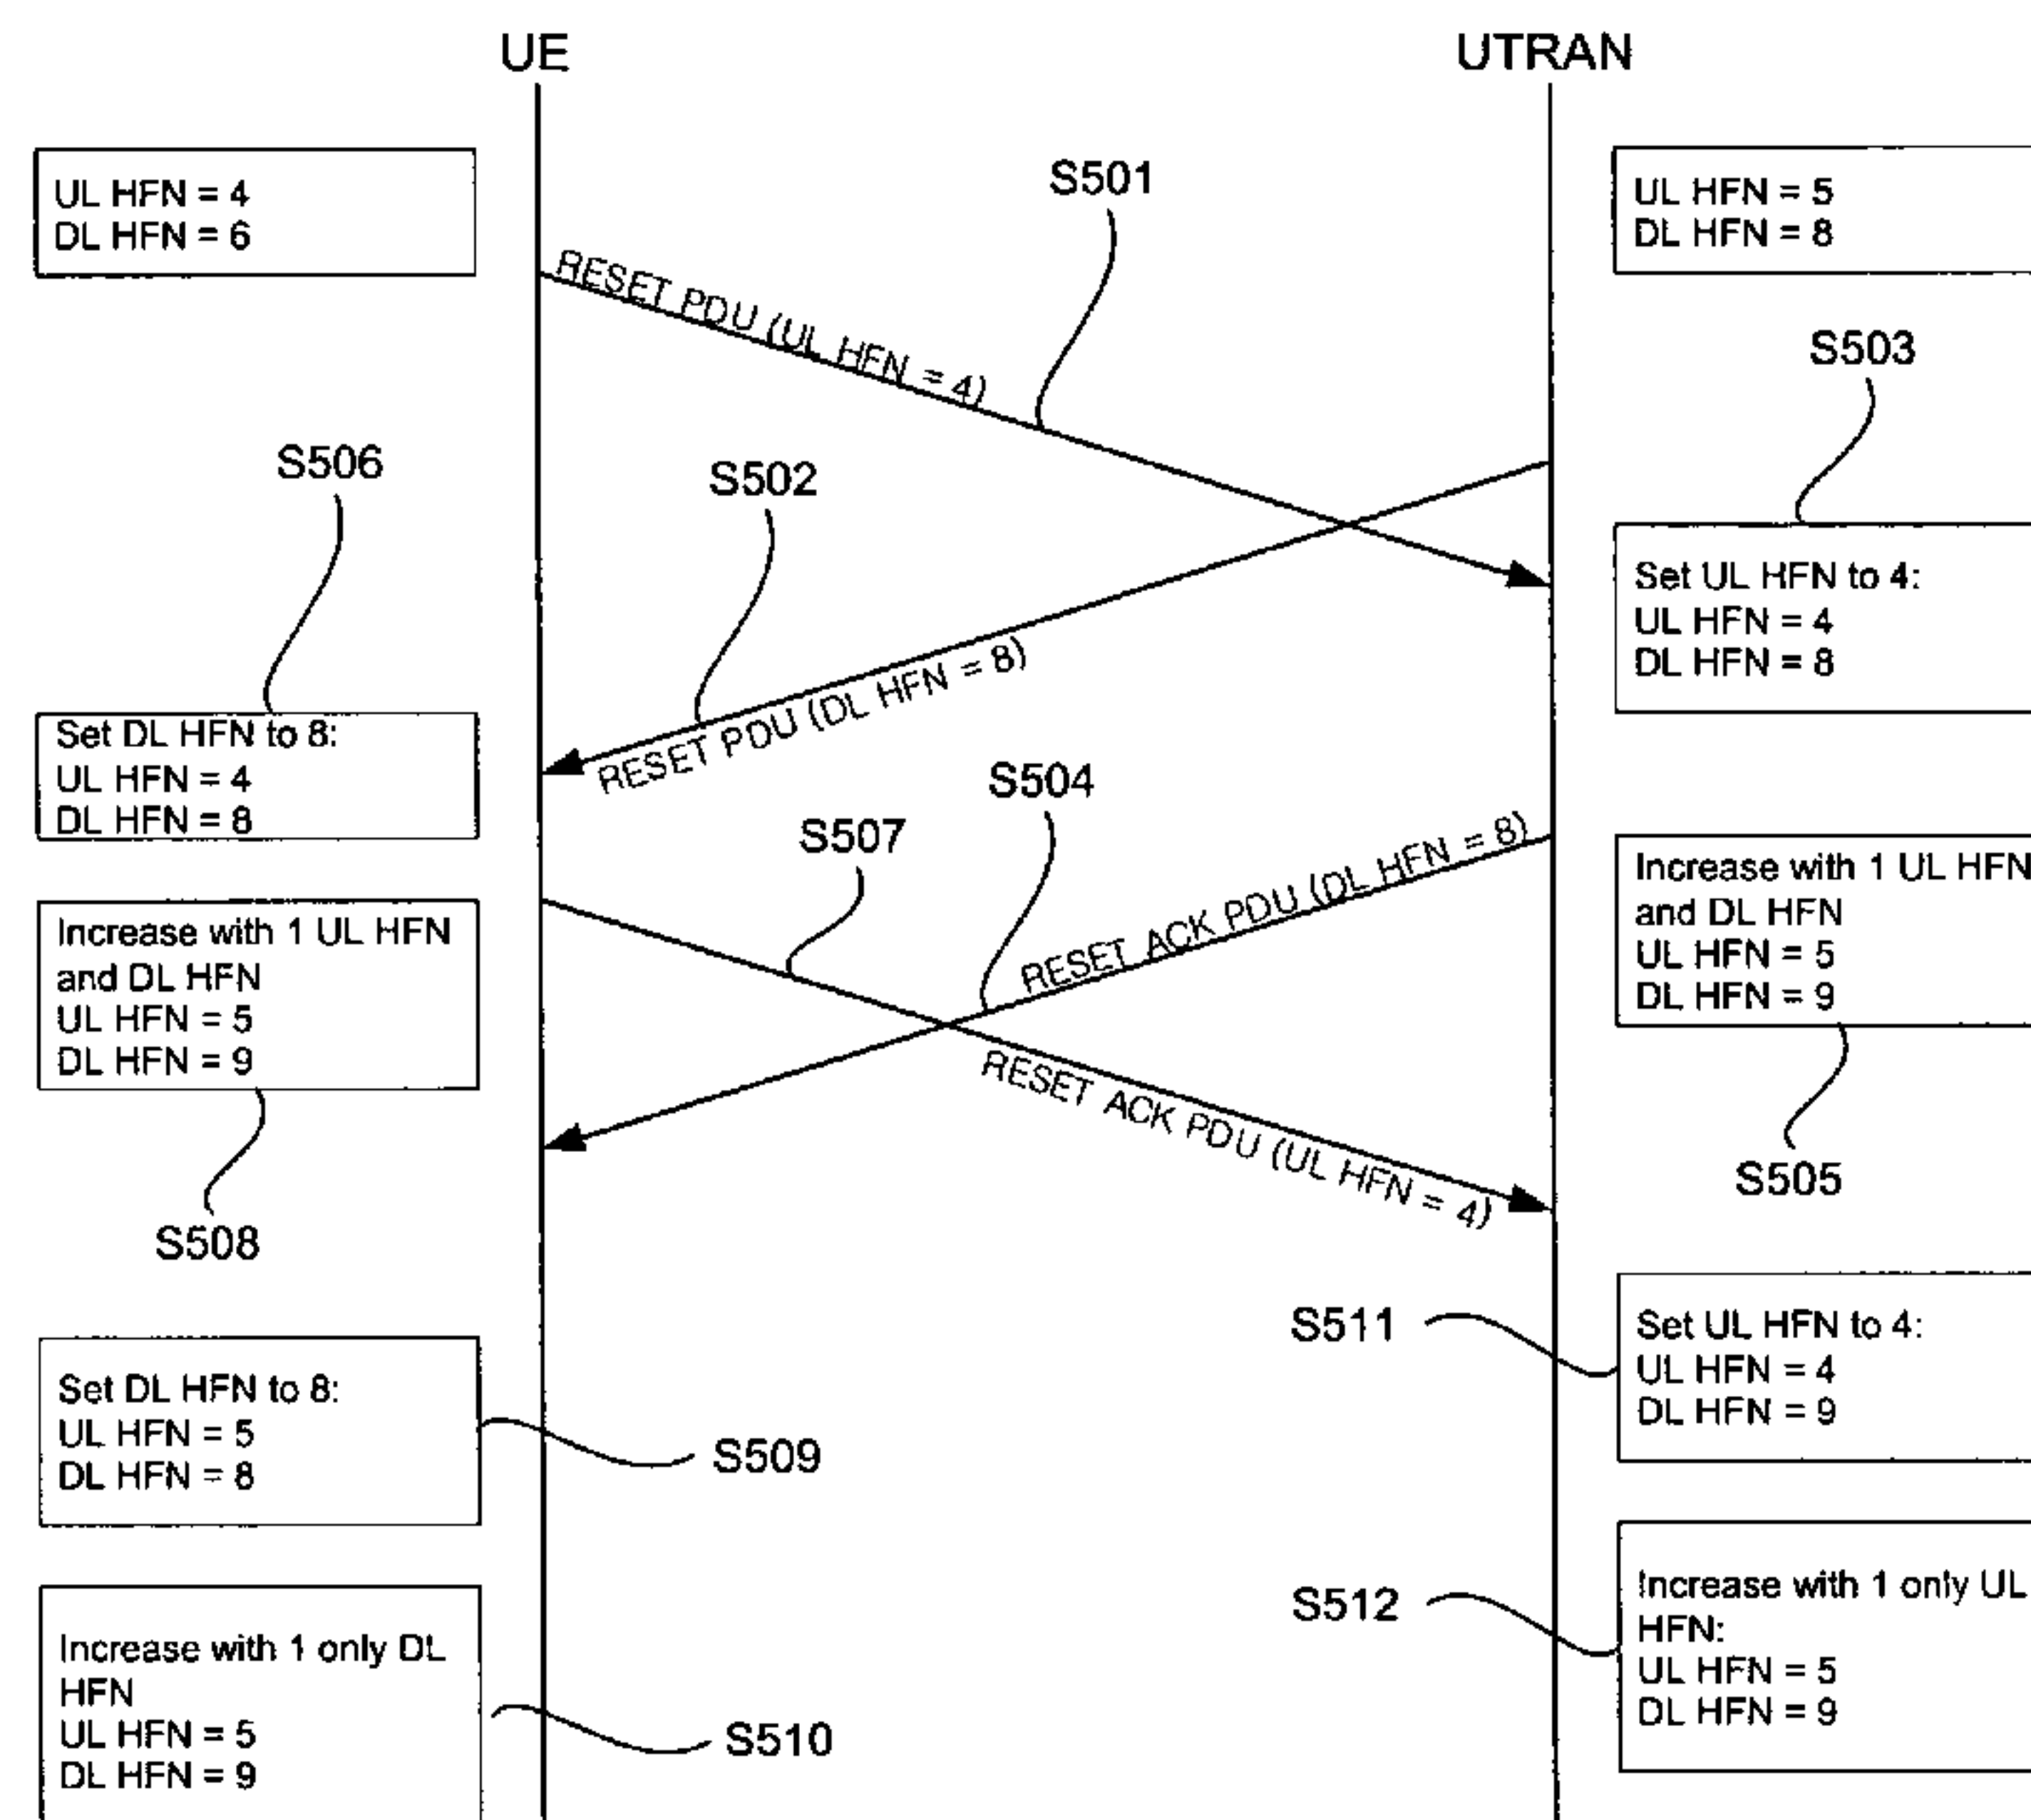 UE
UTRAN
UL HFN = 4
DL HFN = 6
S501
UL HFN = 5
DL HFN = 8
RESET PDU (UL HFN = 4)
S503
S506
S502
Set UL HFN to 4:
UL HFN = 4
DL HFN = 8
RESET PDU (DL HFN = 8)
Set DL HFN to 8:
UL HFN = 4
DL HFN = 8
S504
S507
RESET ACK PDU (DL HFN = 8)
Increase with 1 UL HFN
and DL HFN
UL HFN = 5
DL HFN = 9
Increase with 1 UL HFN
and DL HFN
UL HFN = 5
DL HFN = 9
RESET ACK PDU (UL HFN = 4)
S505
S508
S511
Set UL HFN to 4:
UL HFN = 4
DL HFN = 9
Set DL HFN to 8:
UL HFN = 5
DL HFN = 8
S509
S512
Increase with 1 only UL
HFN:
UL HFN = 5
DL HFN = 9
Increase with 1 only DL
HFN
UL HFN = 5
DL HFN = 9
S510